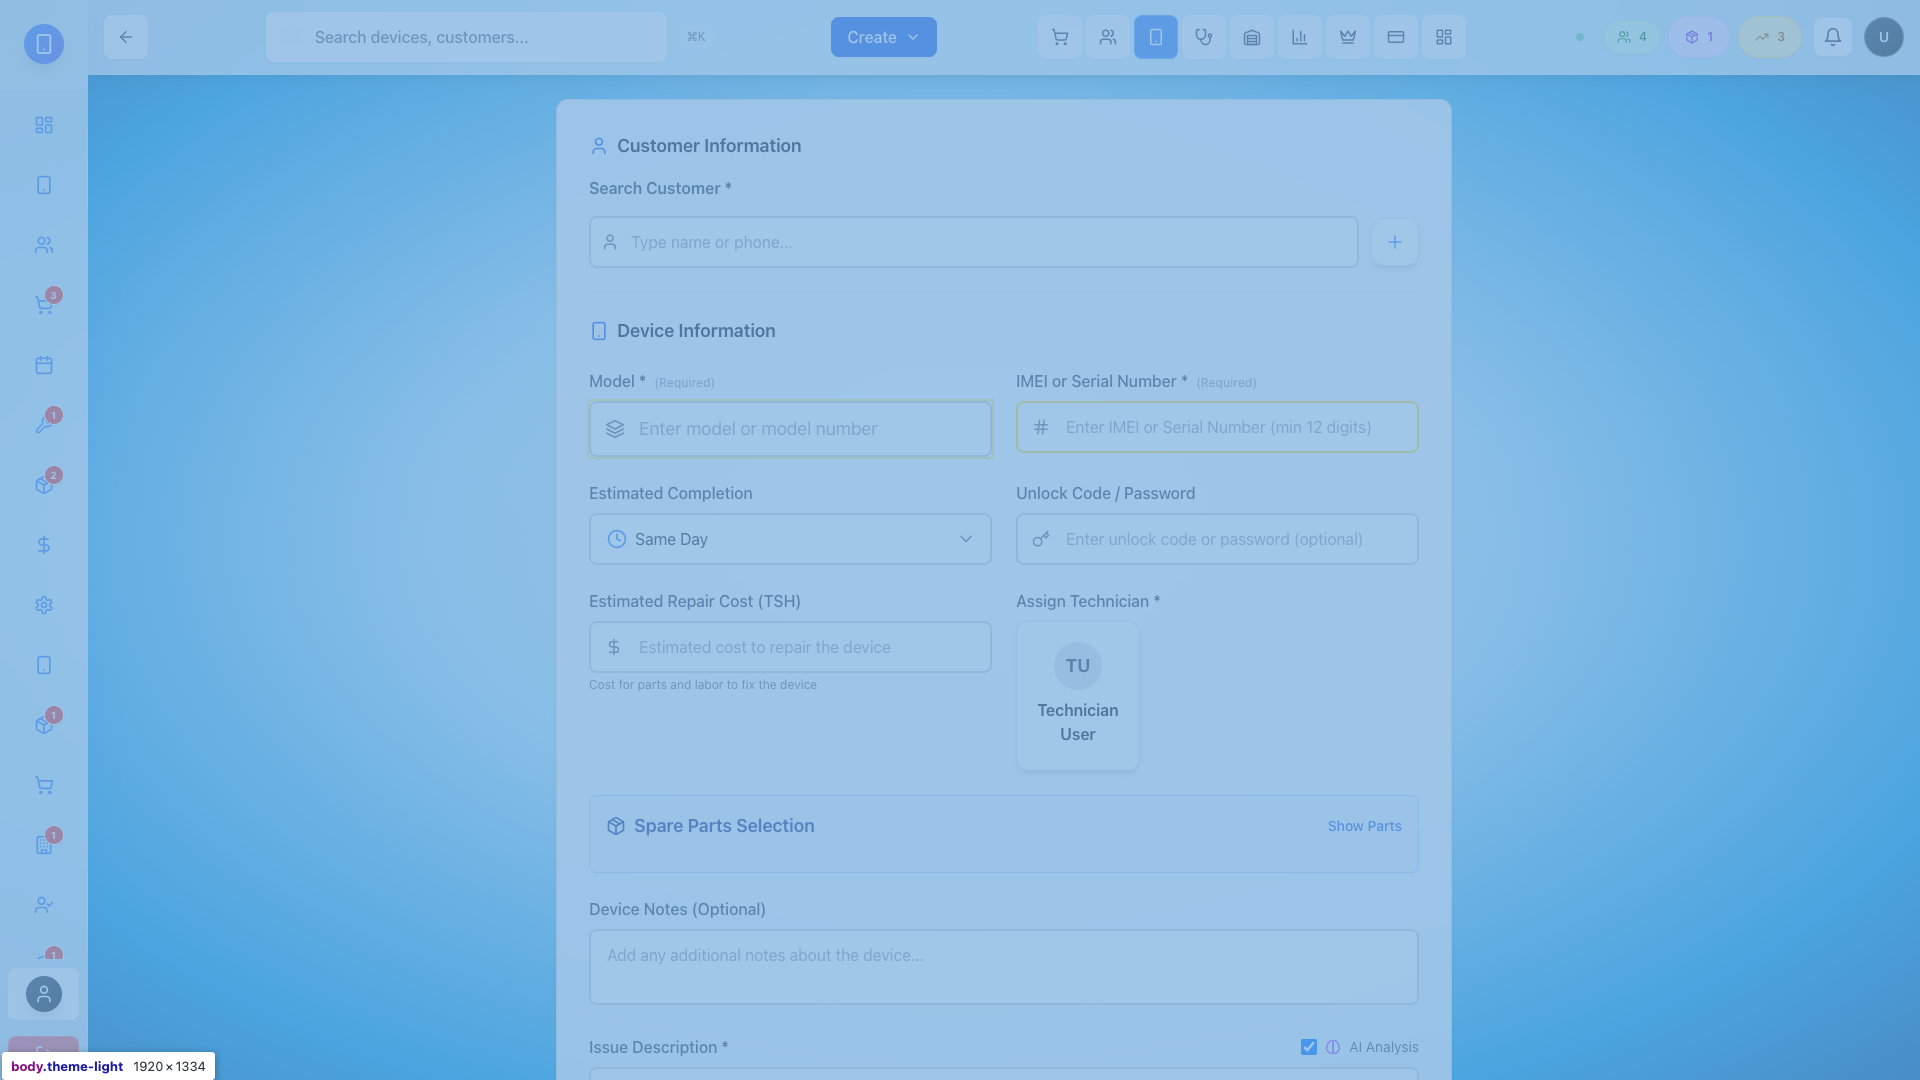 Search devices, customers...
⌘K
Create
4
1
3
U
3
1
2
1
1
1
Customer Information
Search Customer *
Type name or phone...
Device Information
Model * (Required)
IMEI or Serial Number * (Required)
Enter model or model number
Enter IMEI or Serial Number (min 12 digits)
Estimated Completion
Unlock Code / Password
Same Day
Enter unlock code or password (optional)
Estimated Repair Cost (TSH)
Assign Technician *
Estimated cost to repair the device
Cost for parts and labor to fix the device
TU
Technician
User
Spare Parts Selection
Show Parts
Device Notes (Optional)
Add any additional notes about the device...
Issue Description *
AI Analysis
body.theme-light 1920×1334